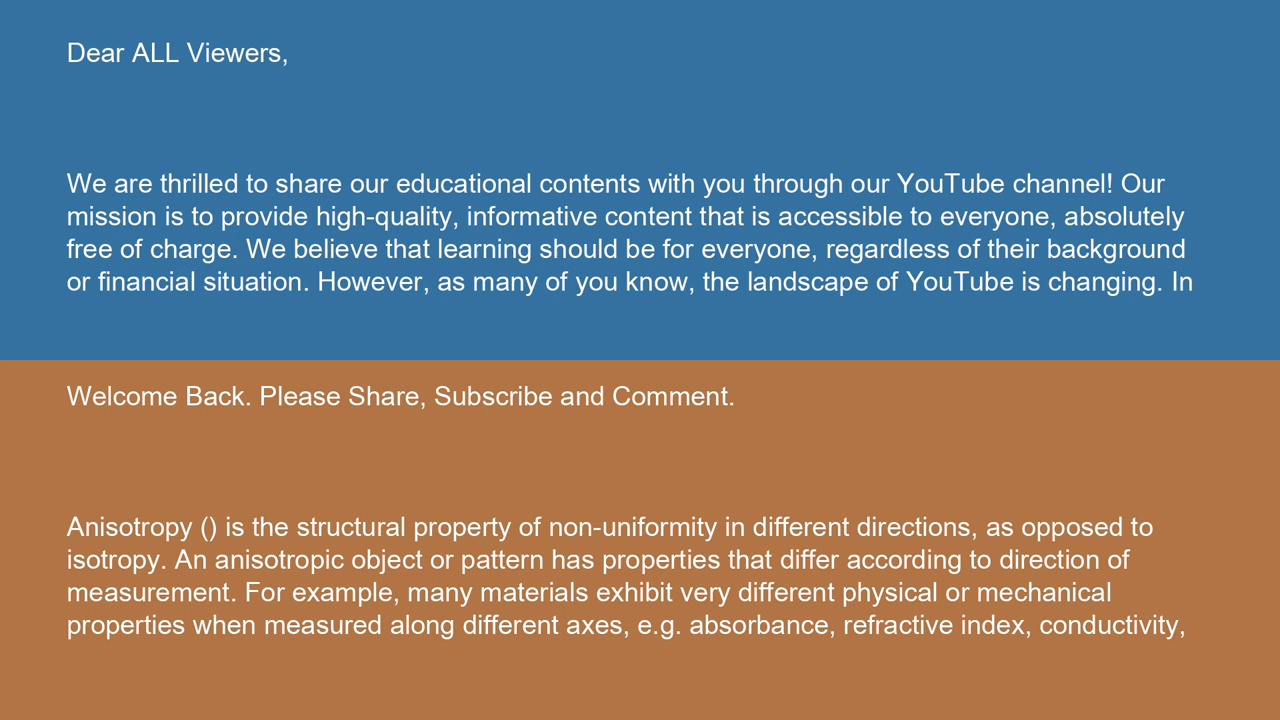 Dear ALL Viewers,
We are thrilled to share our educational contents with you through our YouTube channel! Our
mission is to provide high-quality, informative content that is accessible to everyone, absolutely
free of charge. We believe that learning should be for everyone, regardless of their background
or financial situation. However, as many of you know, the landscape of YouTube is changing. In
Welcome Back. Please Share, Subscribe and Comment.
Anisotropy () is the structural property of non-uniformity in different directions, as opposed to
isotropy. An anisotropic object or pattern has properties that differ according to direction of
measurement. For example, many materials exhibit very different physical or mechanical
properties when measured along different axes, e.g. absorbance, refractive index, conductivity,